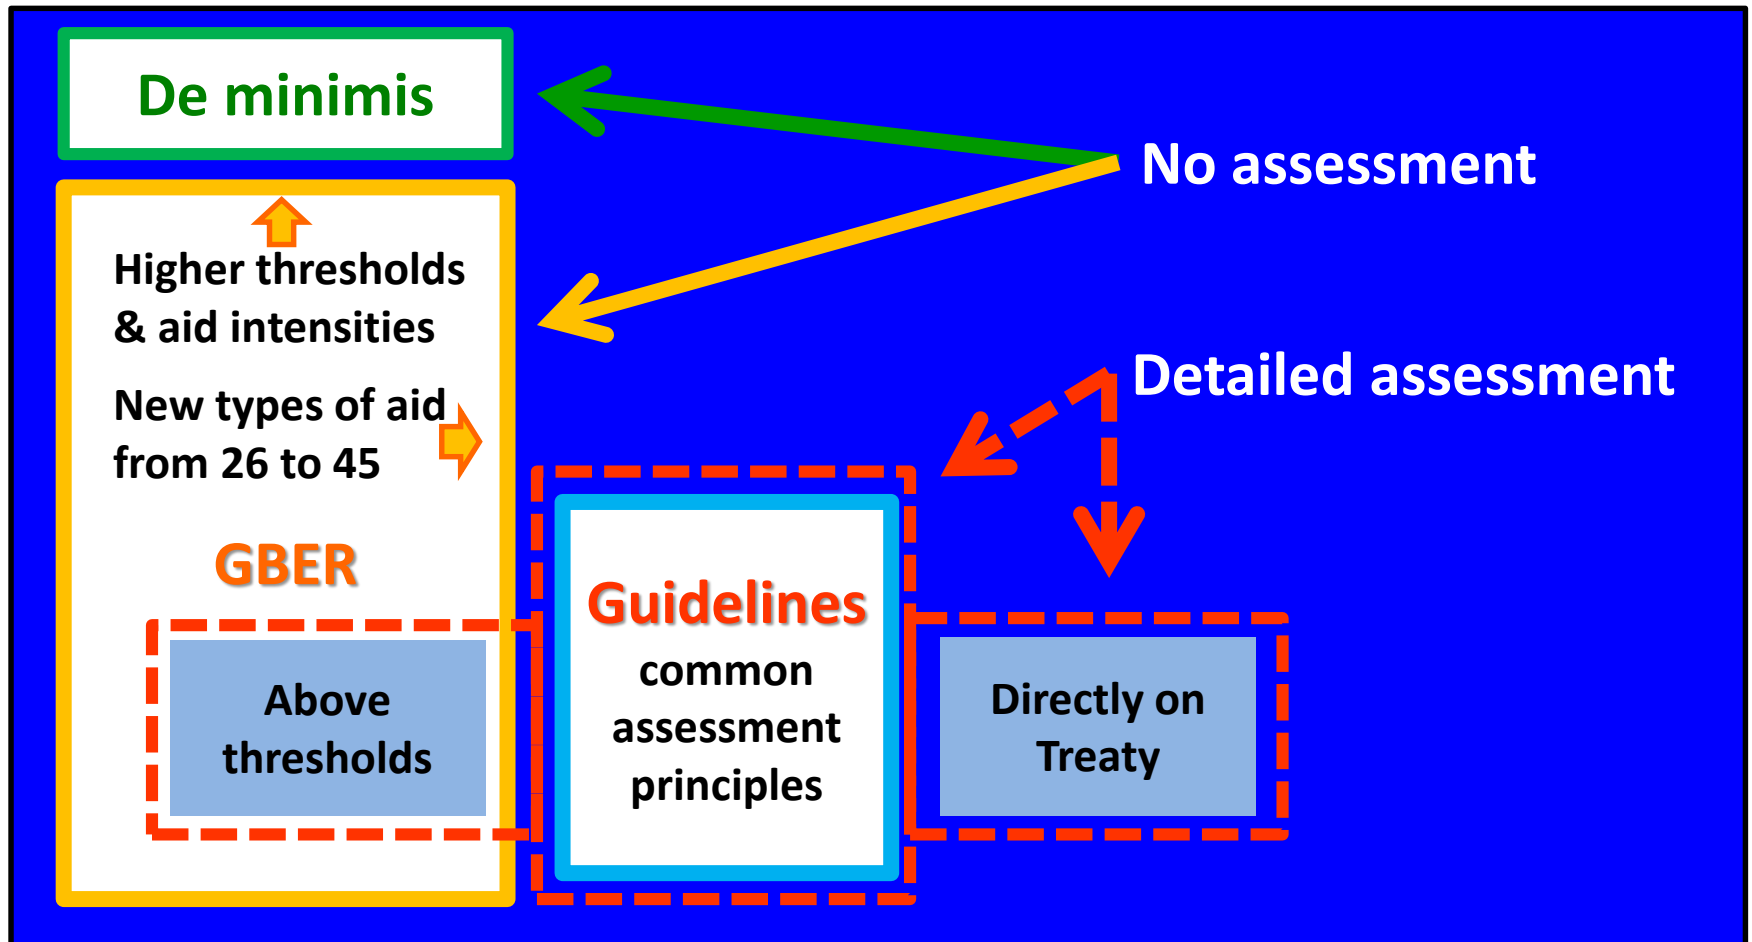 De minimis
No assessment
Higher thresholds
& aid intensities
New types of aid
from 26 to 45
GBER
Above
thresholds
Detailed assessment
Guidelines
common
assessment
principles
Directly on
Treaty